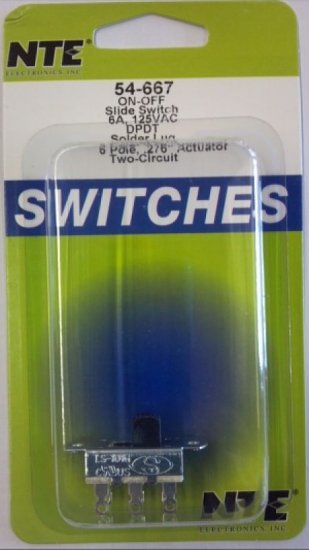 NTE
ELECTRONICS INC
54-667
ON-OFF
Slide Switch
6A, 125VAC
DPDT
Solder Lug
6 Pole, .276" Actuator
Two-Circuit
SWITCHES
NTE
ELECTRONICS INC